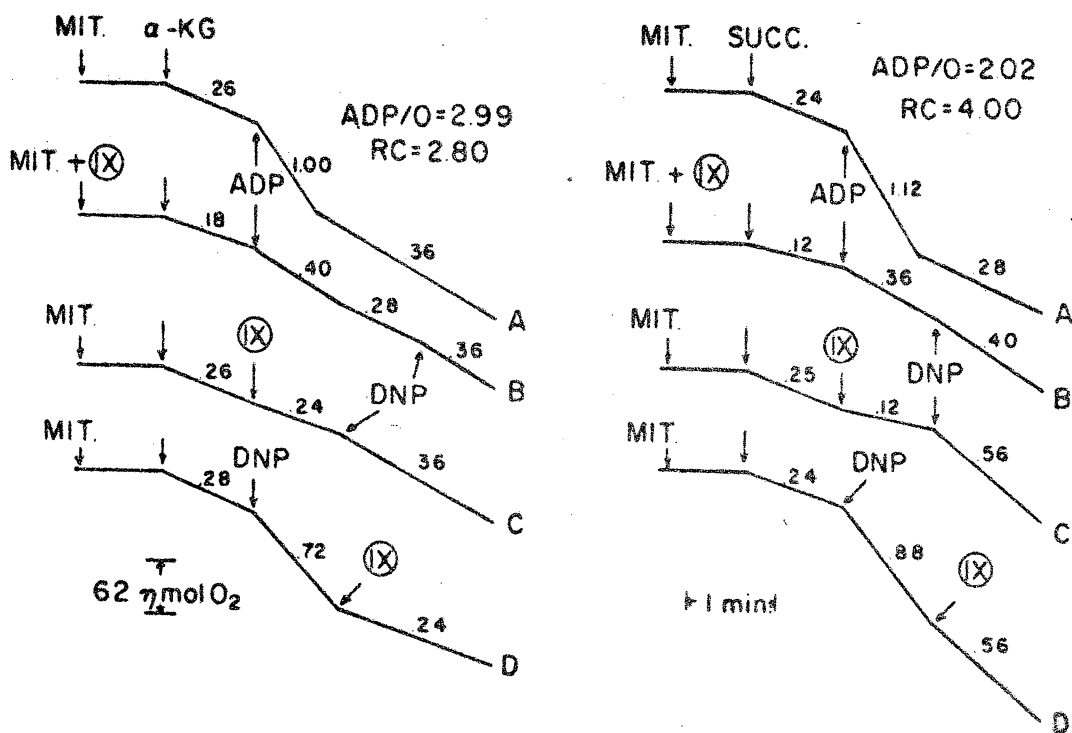 MIT. α-KG
.26
ADP/O=2.99
RC=2.80
1.00
MIT. + IX
ADP
.18
.40
36
A
.28
.36
B
MIT.
IX
.26
.24
DNP
36
C
MIT.
DNP
.28
.72
IX
62 ηmolO₂
.24
D
MIT. SUCC.
.24
ADP/O=2.02
RC=4.00
MIT. + IX
ADP
1.12
.12
.36
28
A
.40
B
MIT.
IX
.25
.12
DNP
.56
C
MIT.
DNP
.24
.88
IX
1 min
.56
D